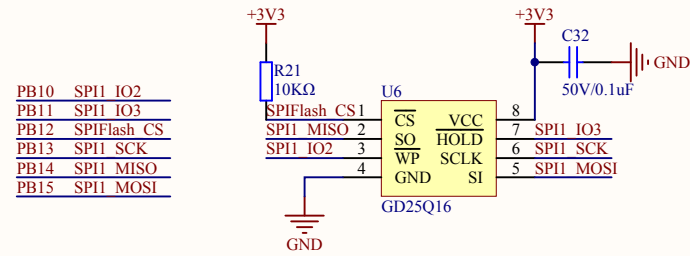 +3V3
+3V3
C32
GND
50V/0.1uF
R21
10KΩ
U6
PB10 SPI1_IO2
PB11 SPI1_IO3
PB12 SPIFlash_CS
PB13 SPI1_SCK
PB14 SPI1_MISO
PB15 SPI1_MOSI
SPIFlash_CS 1 CS VCC 8
SPI1_MISO 2 SO HOLD 7 SPI1_IO3
SPI1_IO2 3 WP SCLK 6 SPI1_SCK
4 GND SI 5 SPI1_MOSI
GD25Q16
GND